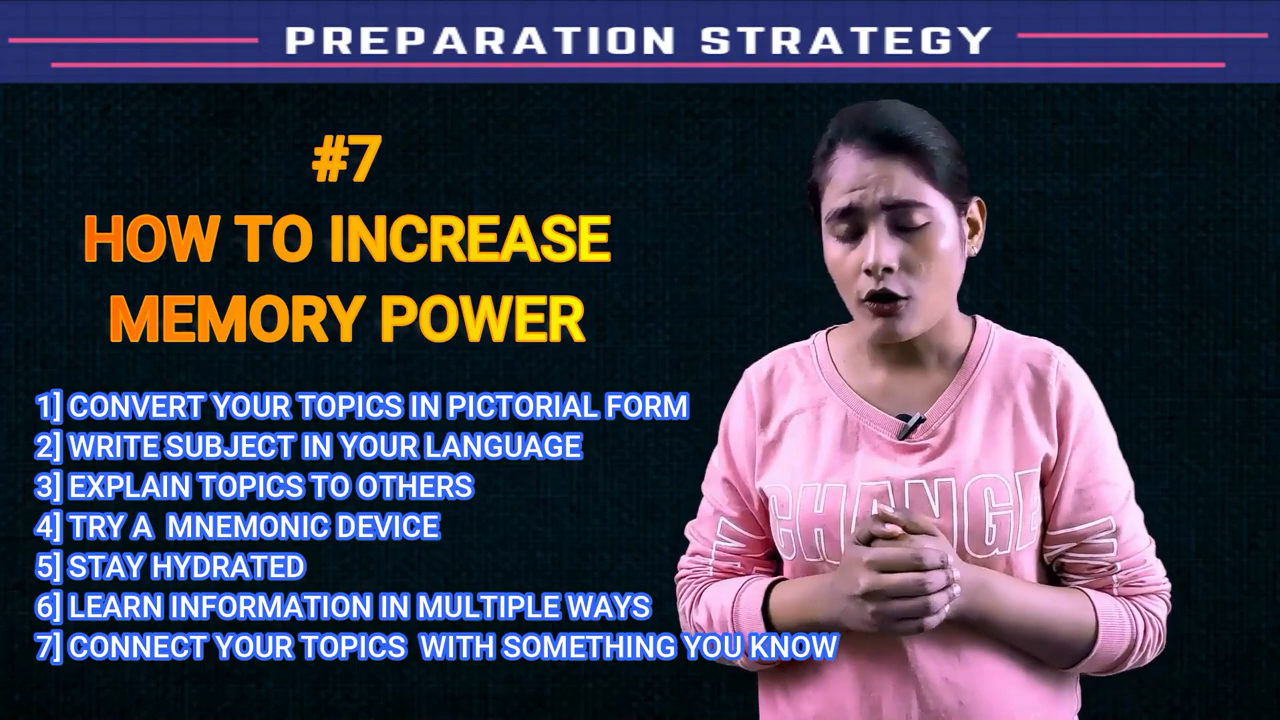 PREPARATION STRATEGY
#7
HOW TO INCREASE
MEMORY POWER
1] CONVERT YOUR TOPICS IN PICTORIAL FORM
2] WRITE SUBJECT IN YOUR LANGUAGE
3] EXPLAIN TOPICS TO OTHERS
4] TRY A MNEMONIC DEVICE
5] STAY HYDRATED
6] LEARN INFORMATION IN MULTIPLE WAYS
7] CONNECT YOUR TOPICS WITH SOMETHING YOU KNOW
CHANGE